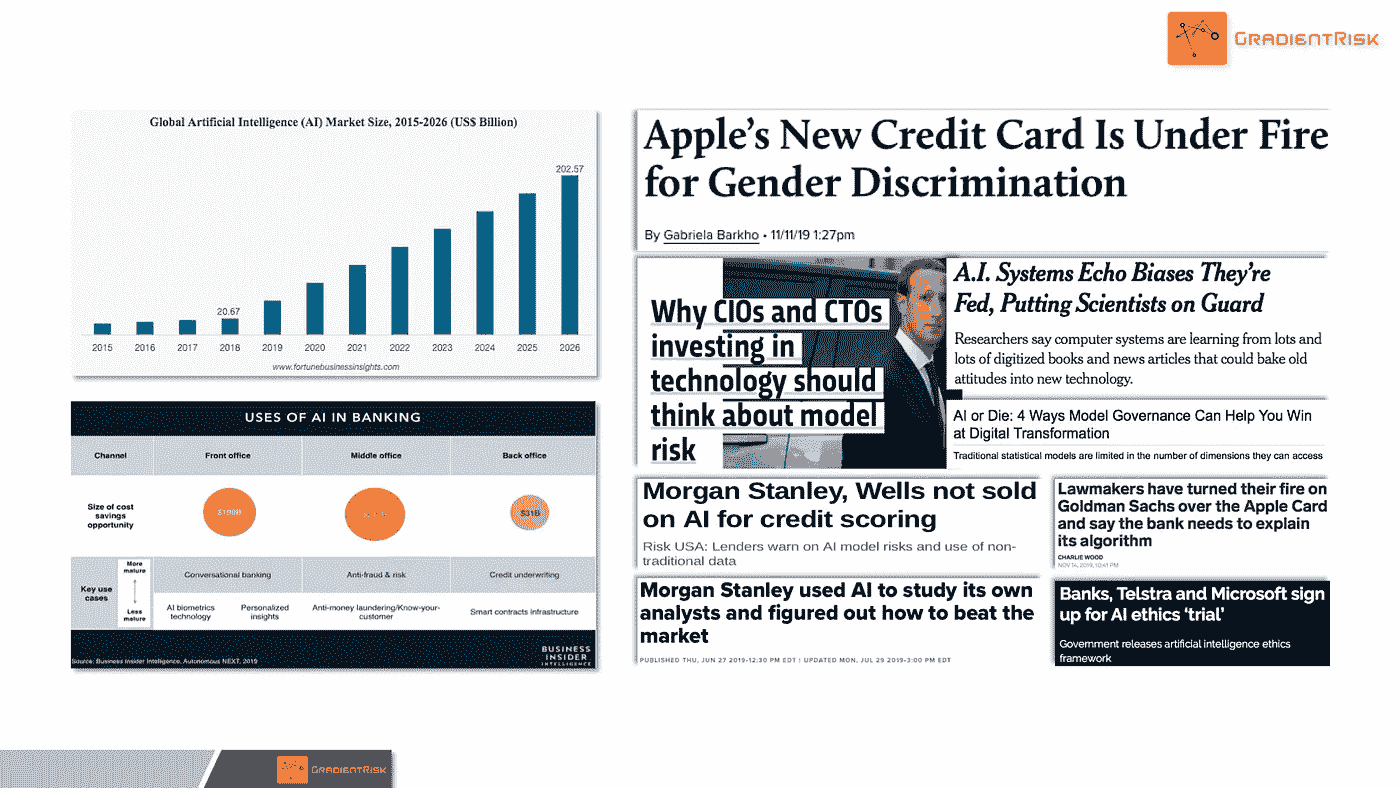 GRADIENTRISK
Global Artificial Intelligence (AI) Market Size, 2015-2026 (US$ Billion)
202.57
20.67
2015 2016 2017 2018 2019 2020 2021 2022 2023 2024 2025 2026
www.fortunebusinessinsights.com
USES OF AI IN BANKING
Channel Front office Middle office Back office
Size of cost
savings
opportunity
$199B
$31B
Key use
cases
More
mature
Less
mature
Conversational banking Anti-fraud & risk Credit underwriting
AI biometrics
technology
Personalized
insights
Anti-money laundering/Know-your-
customer
Smart contracts infrastructure
Source: Business Insider Intelligence, Autonomous NEXT, 2019
BUSINESS
INSIDER
INTELLIGENCE
Apple’s New Credit Card Is Under Fire
for Gender Discrimination
By Gabriela Barkho • 11/11/19 1:27pm
Why CIOs and CTOs
investing in
technology should
think about model
risk
A.I. Systems Echo Biases They’re
Fed, Putting Scientists on Guard
Researchers say computer systems are learning from lots and
lots of digitized books and news articles that could bake old
attitudes into new technology.
AI or Die: 4 Ways Model Governance Can Help You Win
at Digital Transformation
Traditional statistical models are limited in the number of dimensions they can access
Morgan Stanley, Wells not sold
on AI for credit scoring
Risk USA: Lenders warn on AI model risks and use of non-
traditional data
Lawmakers have turned their fire on
Goldman Sachs over the Apple Card
and say the bank needs to explain
its algorithm
CHARLIE WOOD
NOV 14, 2019, 10:41 PM
Morgan Stanley used AI to study its own
analysts and figured out how to beat the
market
PUBLISHED THU, JUN 27 2019-12:30 PM EDT | UPDATED MON, JUL 29 2019-3:00 PM EDT
Banks, Telstra and Microsoft sign
up for AI ethics ‘trial’
Government releases artificial intelligence ethics
framework
GRADIENTRISK